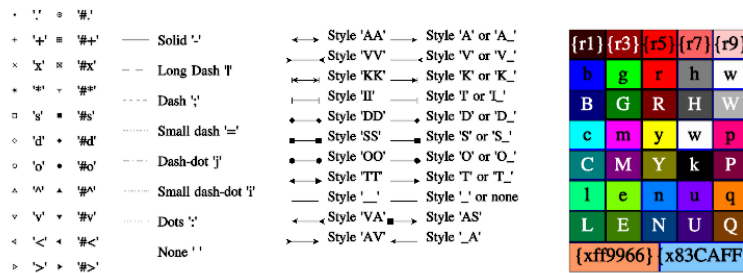 '.' '#.'
'+' '#+'
'x' '#x'
'*' '#*'
's' '#s'
'd' '#d'
'o' '#o'
'^' '#^'
'v' '#v'
'<' '#<'
'>' '#>'
Solid '-'
Long Dash '|'
Dash ';'
Small dash '='
Dash-dot 'j'
Small dash-dot 'i'
Dots ':'
None ' '
Style 'AA' Style 'A' or 'A_'
Style 'VV' Style 'V' or 'V_'
Style 'KK' Style 'K' or 'K_'
Style 'II' Style 'I' or 'I_'
Style 'DD' Style 'D' or 'D_'
Style 'SS' Style 'S' or 'S_'
Style 'OO' Style 'O' or 'O_'
Style 'TT' Style 'T' or 'T_'
Style '__' Style '_' or none
Style 'VA' Style 'AS'
Style 'AV' Style '_A'
{r1} {r3} {r5} {r7} {r9}
b g r h w
B G R H W
c m y w p
C M Y k P
l e n u q
L E N U Q
{xff9966} {x83CAFF}